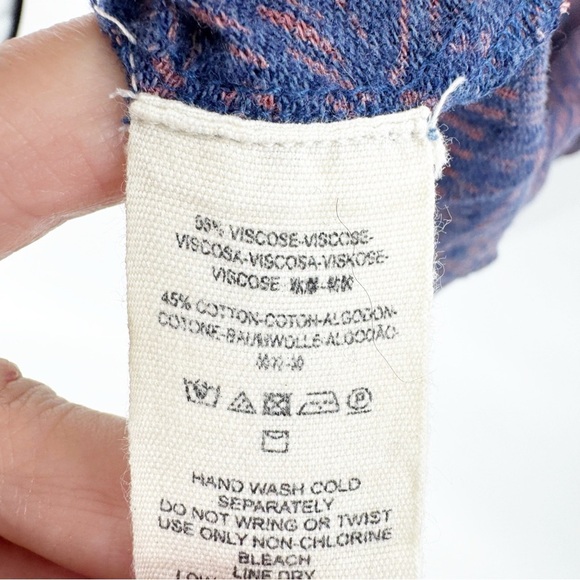 55% VISCOSE-VISCOSE-
VISCOSA-VISCOSA-VISKOSE-
VISCOSE
45% COTTON-COTON-ALGODON-
COTONE-BAUMWOLLE-ALGODÃO-
HAND WASH COLD
SEPARATELY
DO NOT WRING OR TWIST
USE ONLY NON-CHLORINE
BLEACH
LINE DRY